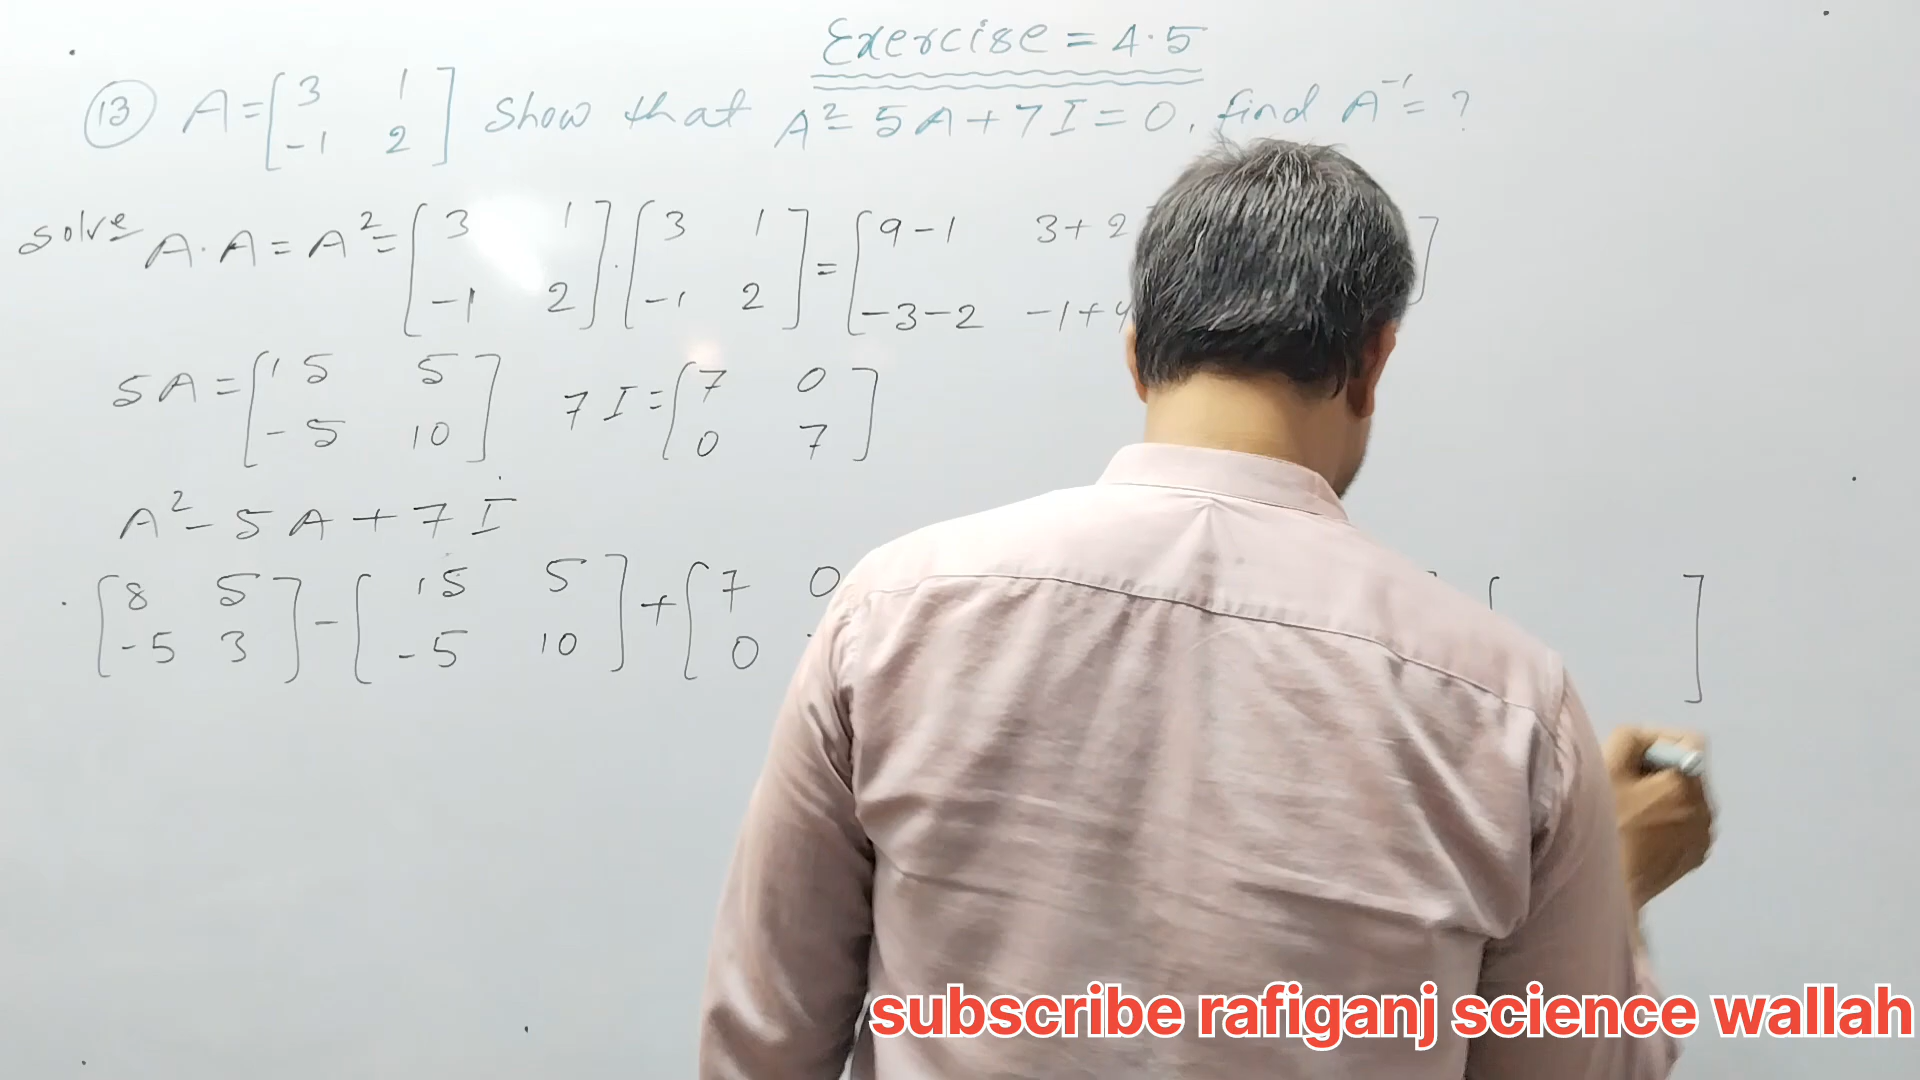 Exercise = 4.5
13 A = [ 3 1 ] Show that A² - 5A + 7I = 0, find A⁻¹ = ?
-1 2
solve A.A = A² = [ 3 1 ] . [ 3 1 ] = [ 9-1 3+2 ]
-1 2 -1 2 -3-2 -1+4
5A = [ 15 5 ] 7I = [ 7 0 ]
-5 10 0 7
A² - 5A + 7I
[ 8 5 ] - [ 15 5 ] + [ 7 0
-5 3 -5 10 0
subscribe rafiganj science wallah